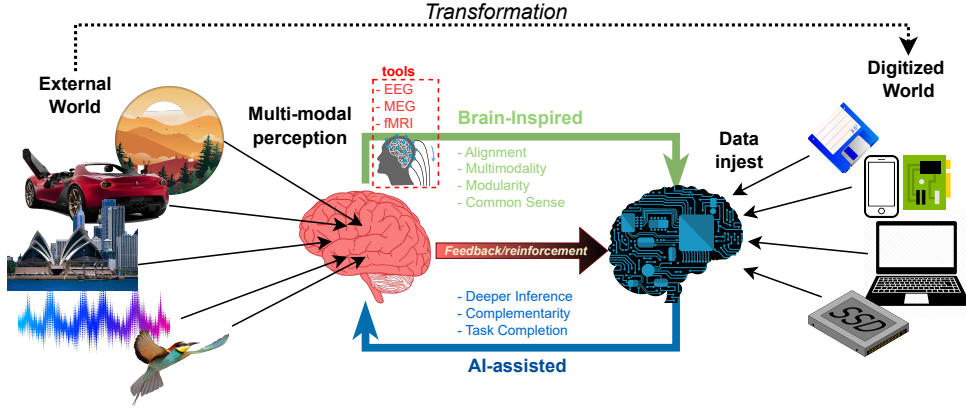 Transformation
External
World
Digitized
World
Multi-modal
perception
tools
- EEG
- MEG
- fMRI
Brain-Inspired
- Alignment
- Multimodality
- Modularity
- Common Sense
Data
injest
Feedback/reinforcement
- Deeper Inference
- Complementarity
- Task Completion
AI-assisted
SSD